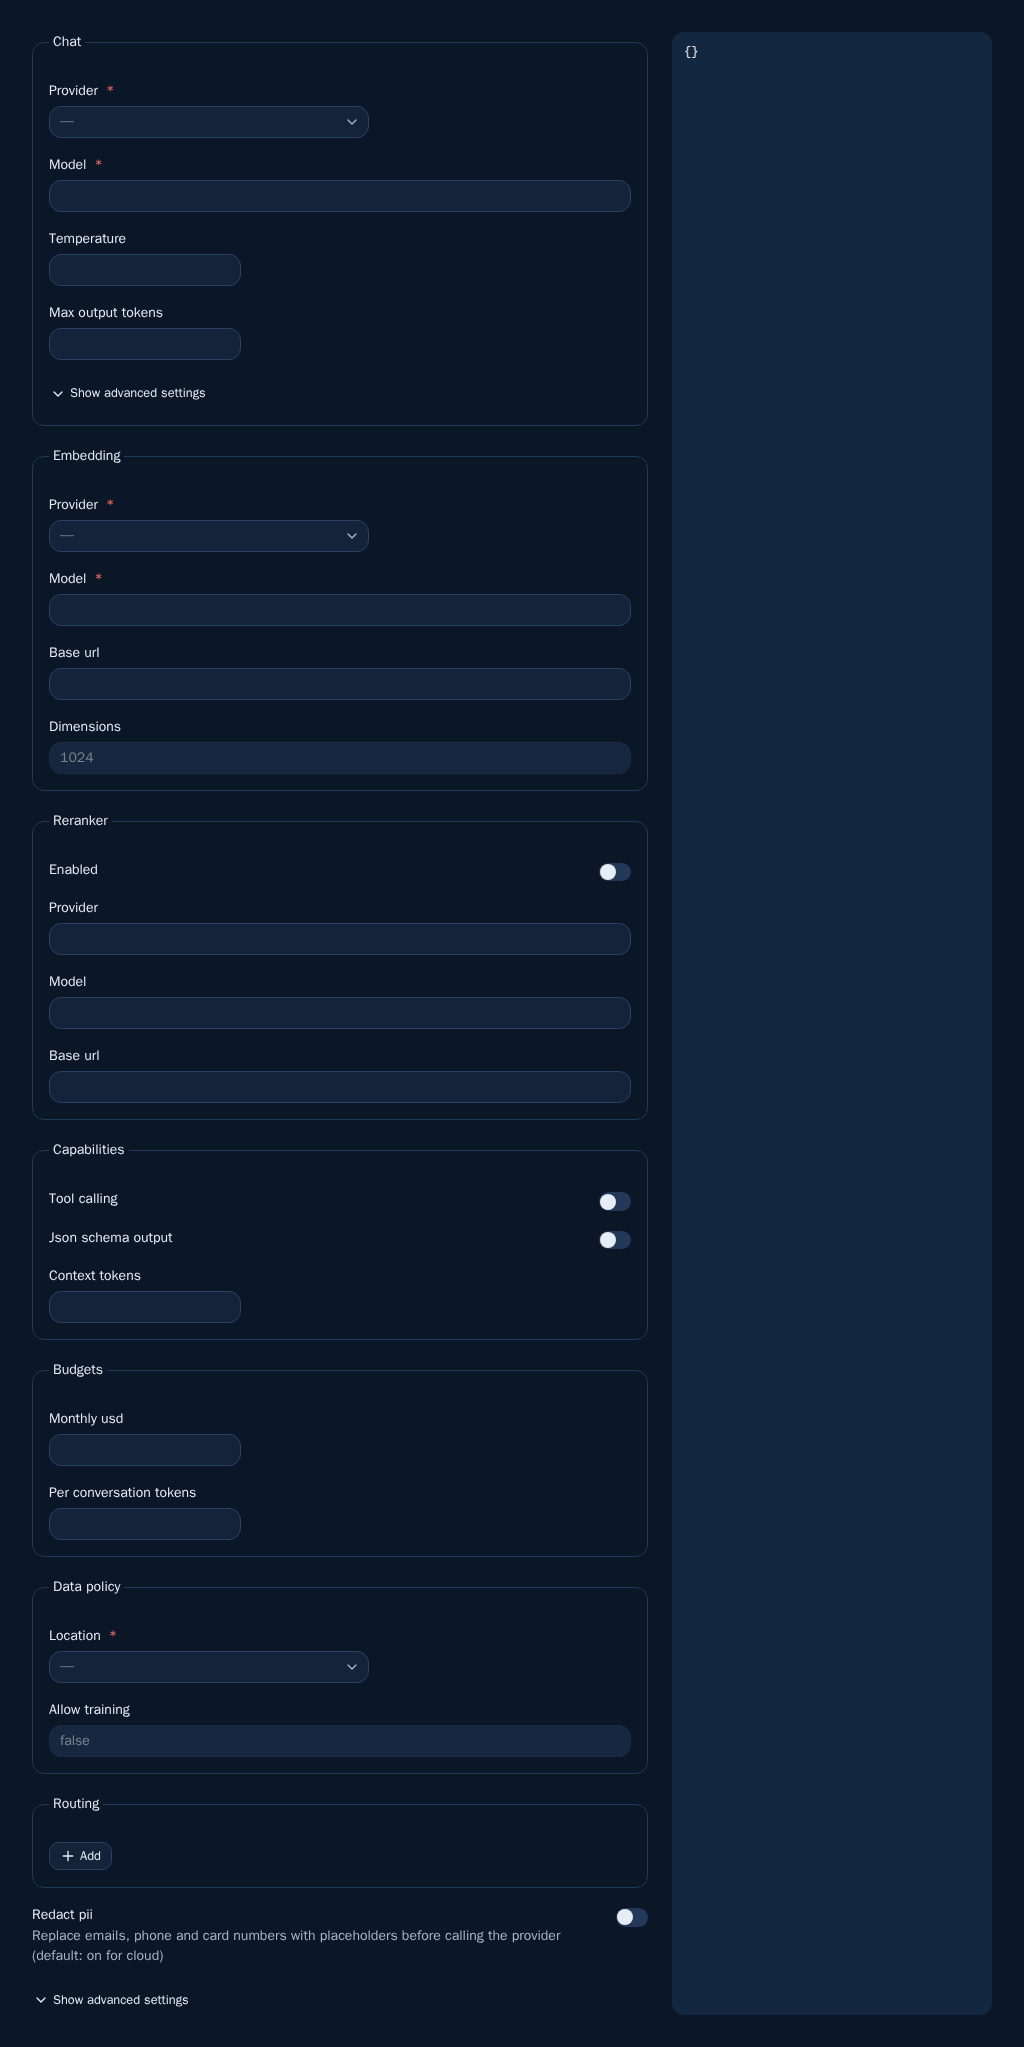 Chat
Provider *
—
Model *
Temperature
Max output tokens
Show advanced settings
Embedding
Provider *
—
Model *
Base url
Dimensions
1024
Reranker
Enabled
Provider
Model
Base url
Capabilities
Tool calling
Json schema output
Context tokens
Budgets
Monthly usd
Per conversation tokens
Data policy
Location *
—
Allow training
false
Routing
Add
Redact pii
Replace emails, phone and card numbers with placeholders before calling the provider
(default: on for cloud)
Show advanced settings
{}